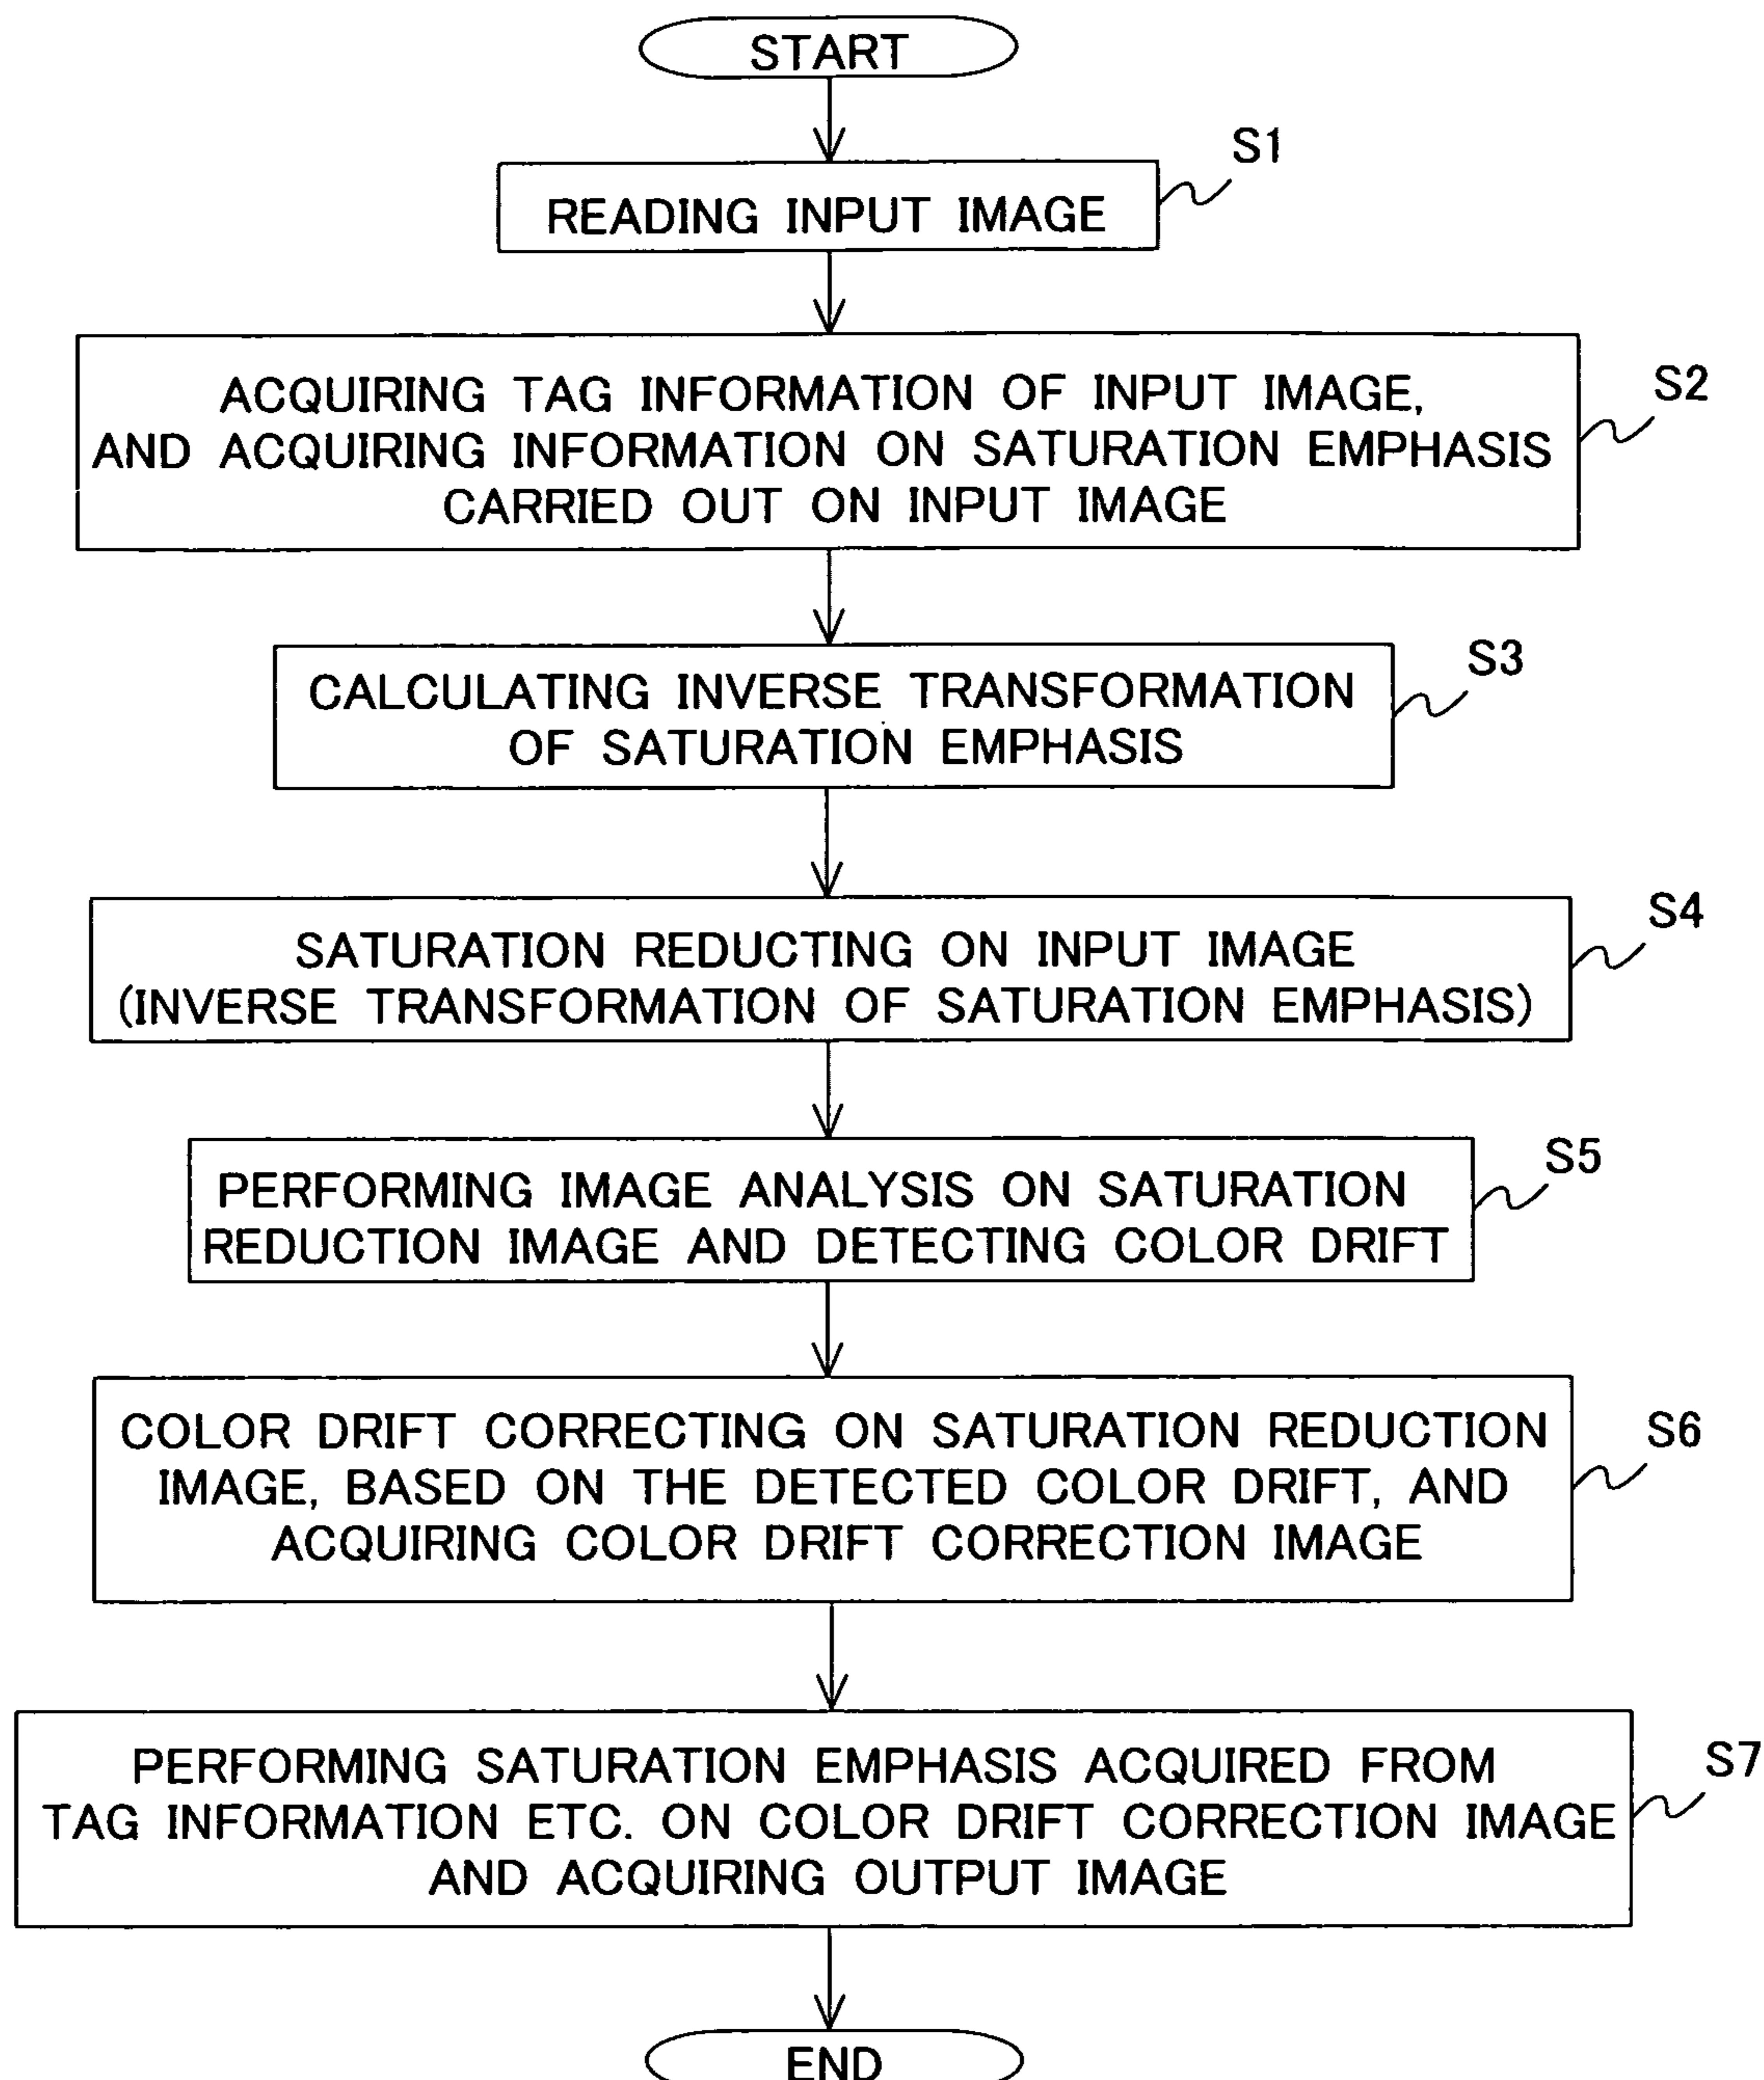 START
S1
READING INPUT IMAGE
S2
ACQUIRING TAG INFORMATION OF INPUT IMAGE,
AND ACQUIRING INFORMATION ON SATURATION EMPHASIS
CARRIED OUT ON INPUT IMAGE
S3
CALCULATING INVERSE TRANSFORMATION
OF SATURATION EMPHASIS
S4
SATURATION REDUCTING ON INPUT IMAGE
(INVERSE TRANSFORMATION OF SATURATION EMPHASIS)
S5
PERFORMING IMAGE ANALYSIS ON SATURATION
REDUCTION IMAGE AND DETECTING COLOR DRIFT
S6
COLOR DRIFT CORRECTING ON SATURATION REDUCTION
IMAGE, BASED ON THE DETECTED COLOR DRIFT, AND
ACQUIRING COLOR DRIFT CORRECTION IMAGE
S7
PERFORMING SATURATION EMPHASIS ACQUIRED FROM
TAG INFORMATION ETC. ON COLOR DRIFT CORRECTION IMAGE
AND ACQUIRING OUTPUT IMAGE
END